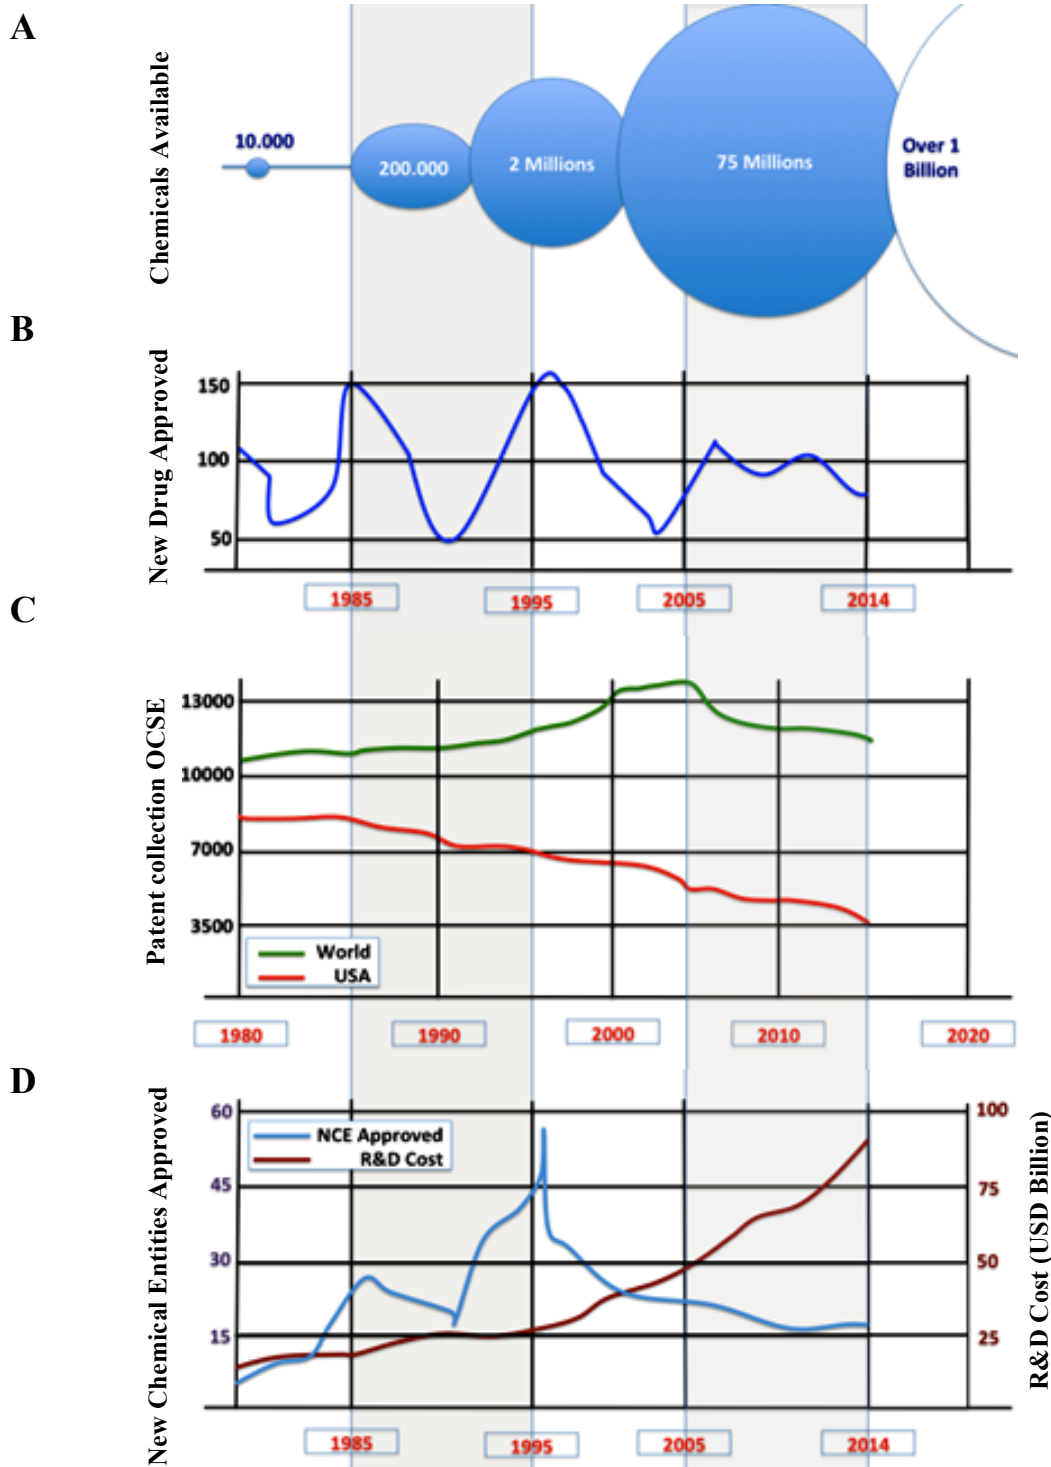 A
Chemicals Available
10.000
200.000
2 Millions
75 Millions
Over 1
Billion
B
New Drug Approved
150
100
50
1985
1995
2005
2014
C
Patent collection OCSE
13000
10000
7000
3500
World
USA
1980
1990
2000
2010
2020
D
New Chemical Entities Approved
60
45
30
15
NCE Approved
R&D Cost
100
75
50
25
R&D Cost (USD Billion)
1985
1995
2005
2014